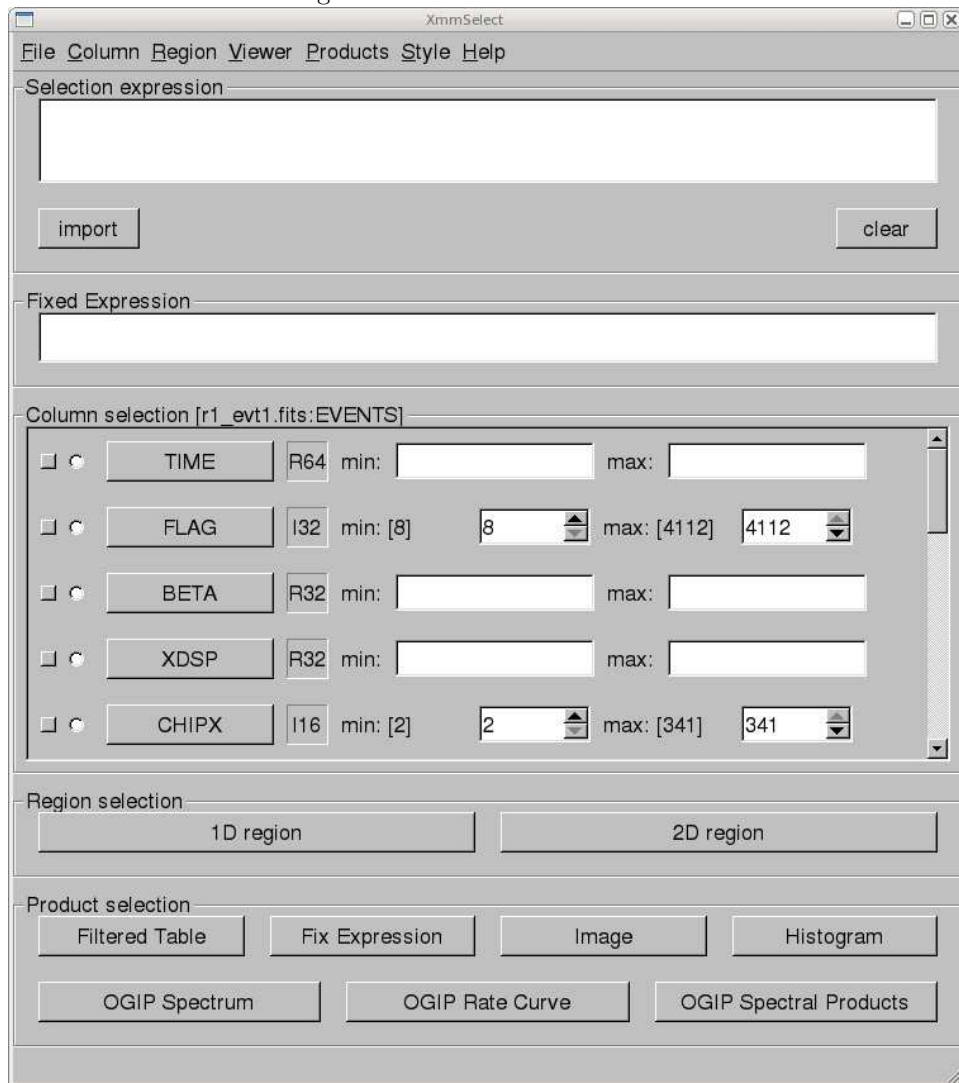 XmmSelect
File Column Region Viewer Products Style Help
Selection expression
import clear
Fixed Expression
Column selection [r1_evt1.fits:EVENTS]
TIME R64 min: max:
FLAG I32 min: [8] 8 max: [4112] 4112
BETA R32 min: max:
XDSP R32 min: max:
CHIPX I16 min: [2] 2 max: [341] 341
Region selection
1D region 2D region
Product selection
Filtered Table Fix Expression Image Histogram
OGIP Spectrum OGIP Rate Curve OGIP Spectral Products